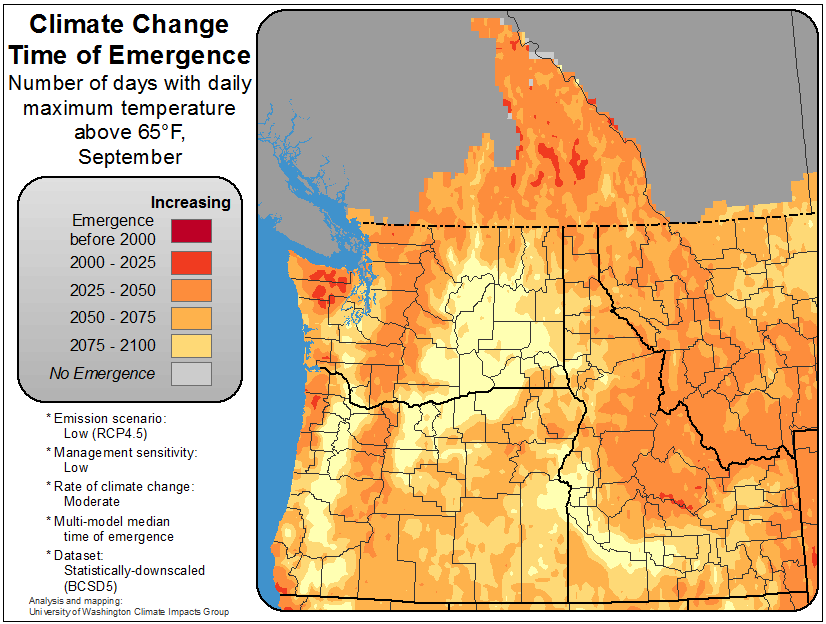 Climate Change
Time of Emergence
Number of days with daily
maximum temperature
above 65°F,
September
Increasing
Emergence
before 2000
2000 - 2025
2025 - 2050
2050 - 2075
2075 - 2100
No Emergence
* Emission scenario:
Low (RCP4.5)
* Management sensitivity:
Low
* Rate of climate change:
Moderate
* Multi-model median
time of emergence
* Dataset:
Statistically-downscaled
(BCSD5)
Analysis and mapping:
University of Washington Climate Impacts Group